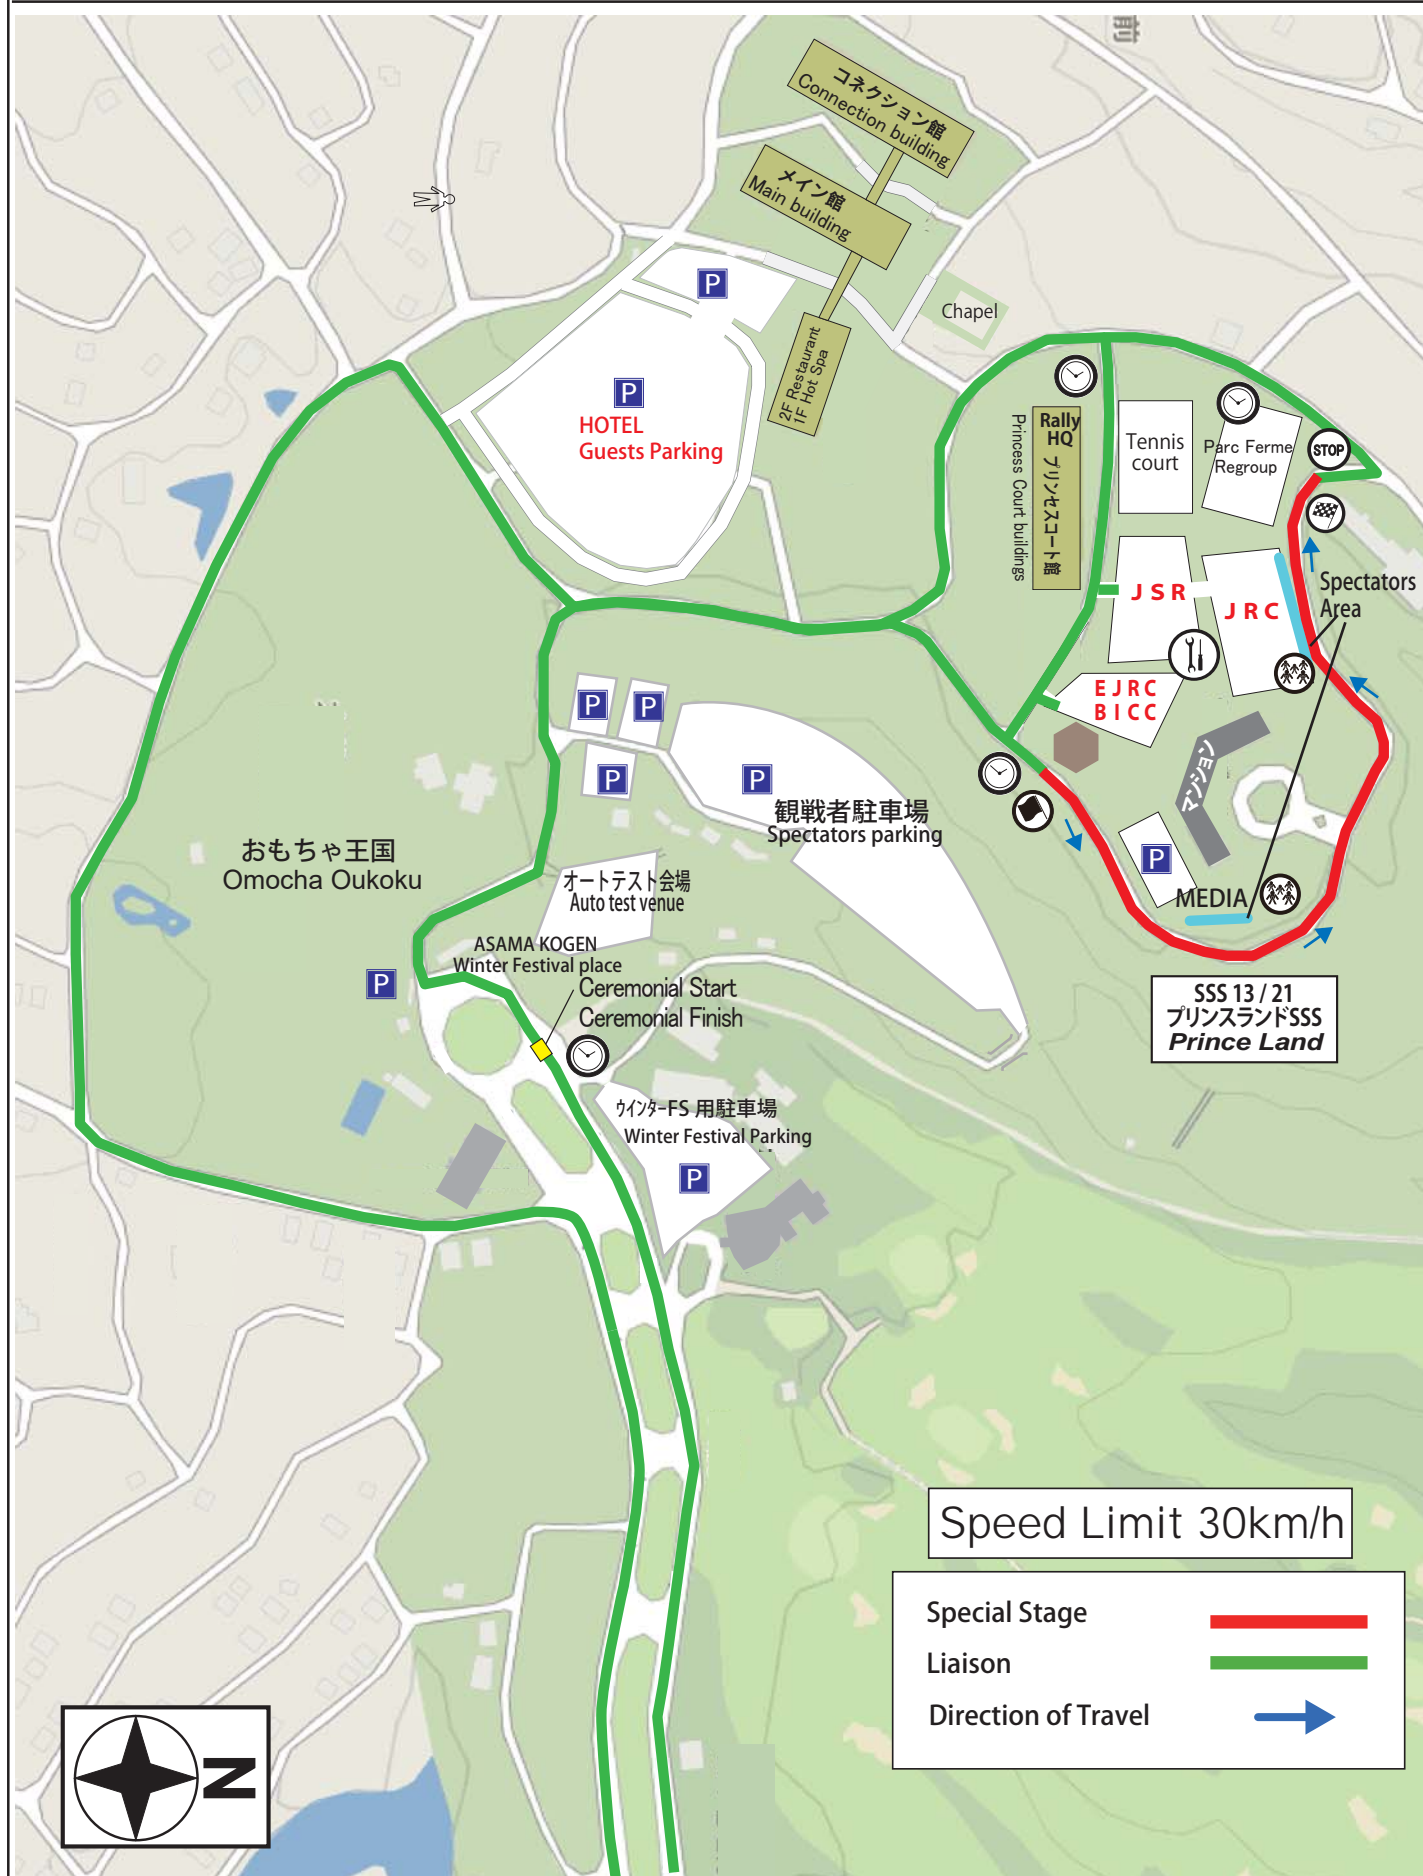 前
コネクション館
Connection building
メイン館
Main building
P
Chapel
2F Restaurant
1F Hot Spa
P
HOTEL
Guests Parking
Rally
HQ
プリンセスコート館
Princess Court buildings
Tennis
court
Parc Ferme
Regroup
STOP
JSR
JRC
Spectators
Area
EJRC
BICC
P
P
P
P
観戦者駐車場
Spectators parking
マンション
P
MEDIA
おもちゃ王国
Omocha Oukoku
オートテスト会場
Auto test venue
ASAMA KOGEN
Winter Festival place
P
Ceremonial Start
Ceremonial Finish
SSS 13 / 21
プリンスランドSSS
Prince Land
ウインターFS 用駐車場
Winter Festival Parking
P
Speed Limit 30km/h
Special Stage
Liaison
Direction of Travel
N